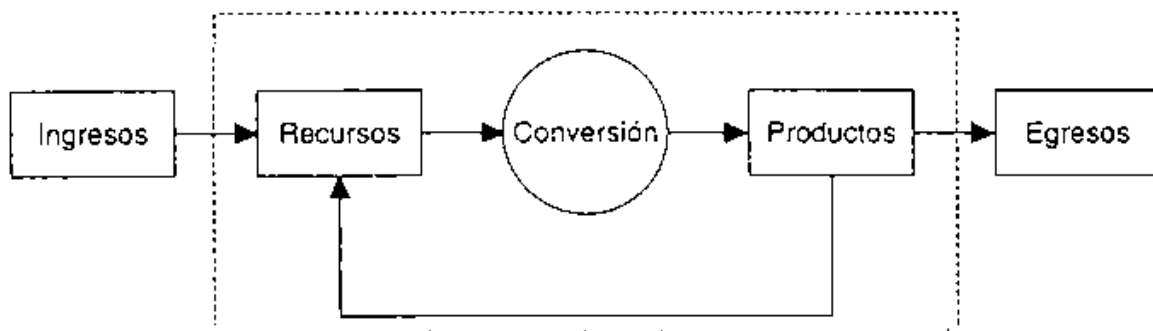 Ingresos
Recursos
Conversión
Productos
Egresos